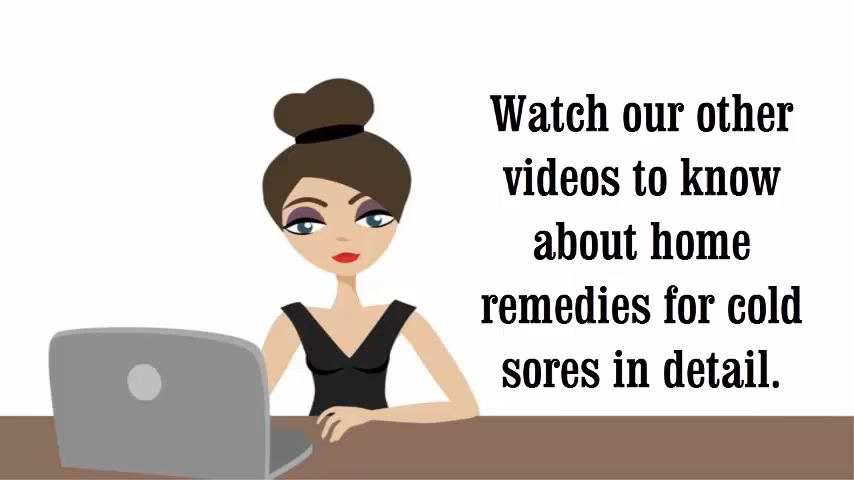 Watch our other
videos to know
about home
remedies for cold
sores in detail.